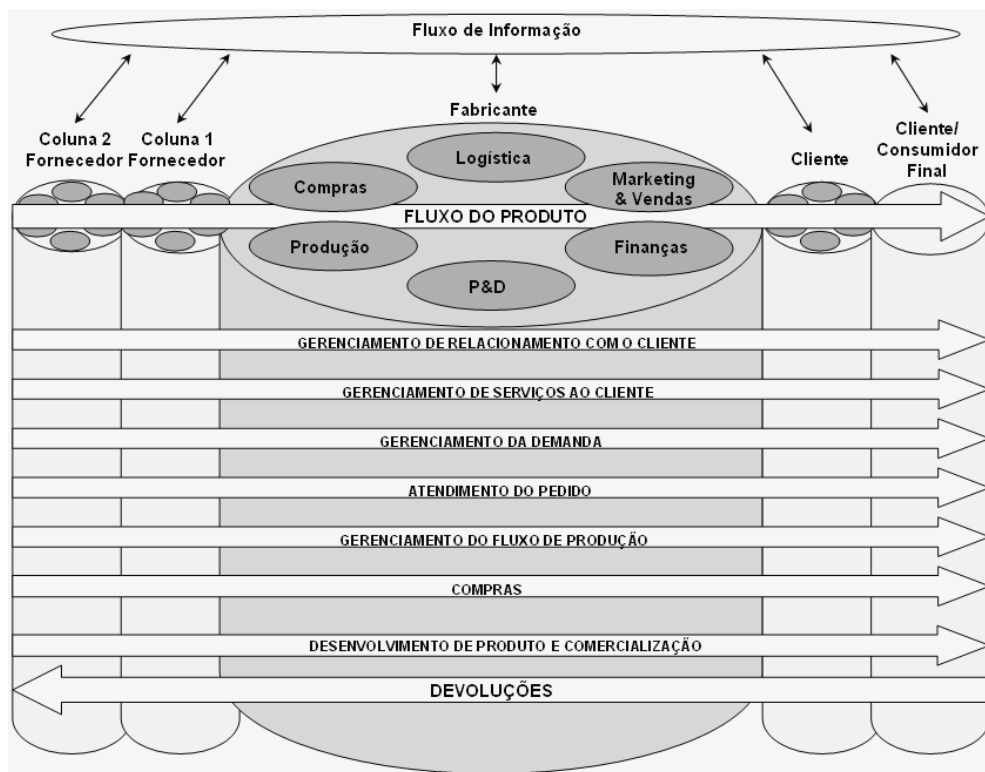 Fluxo de Informação
Fabricante
Coluna 2
Fornecedor
Coluna 1
Fornecedor
Cliente
Cliente/
Consumidor
Final
Logística
Compras
Marketing
& Vendas
FLUXO DO PRODUTO
Produção
Finanças
P&D
GERENCIAMENTO DE RELACIONAMENTO COM O CLIENTE
GERENCIAMENTO DE SERVIÇOS AO CLIENTE
GERENCIAMENTO DA DEMANDA
ATENDIMENTO DO PEDIDO
GERENCIAMENTO DO FLUXO DE PRODUÇÃO
COMPRAS
DESENVOLVIMENTO DE PRODUTO E COMERCIALIZAÇÃO
DEVOLUÇÕES